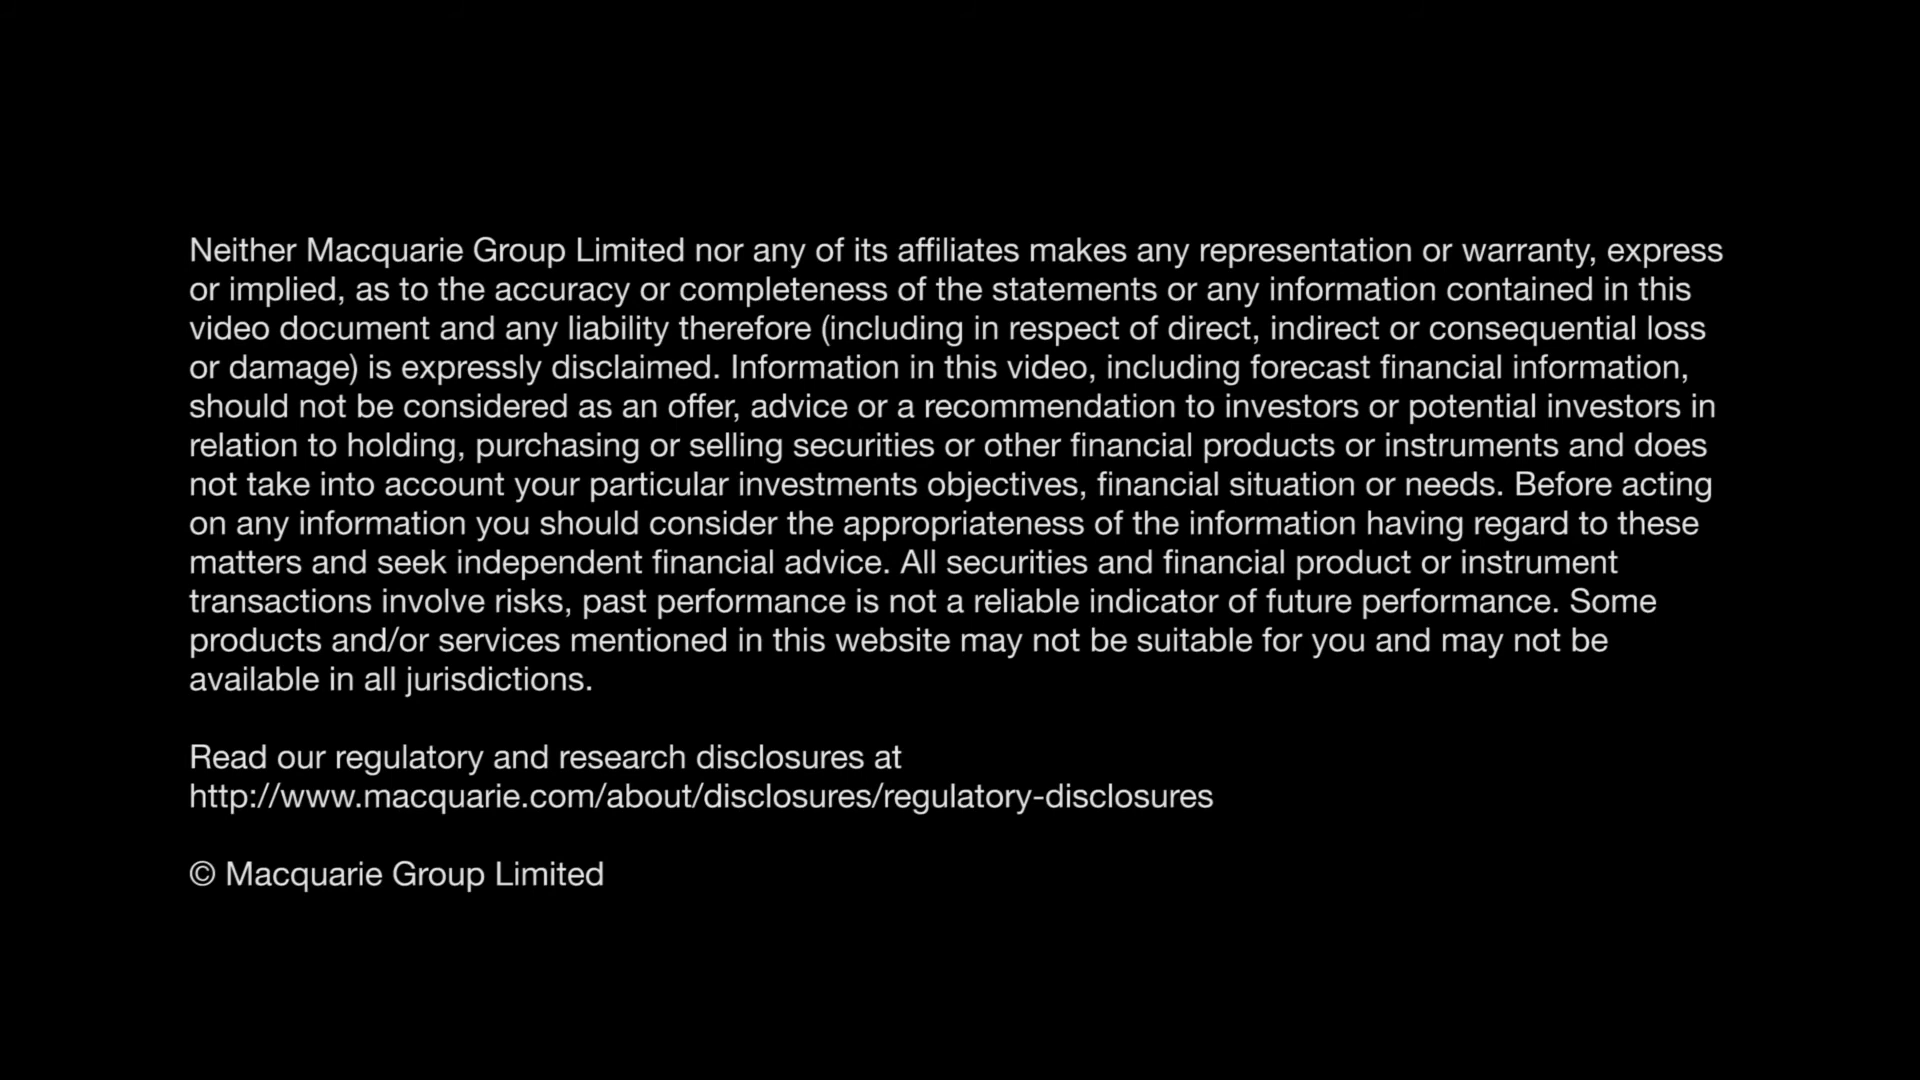 Neither Macquarie Group Limited nor any of its affiliates makes any representation or warranty, express
or implied, as to the accuracy or completeness of the statements or any information contained in this
video document and any liability therefore (including in respect of direct, indirect or consequential loss
or damage) is expressly disclaimed. Information in this video, including forecast financial information,
should not be considered as an offer, advice or a recommendation to investors or potential investors in
relation to holding, purchasing or selling securities or other financial products or instruments and does
not take into account your particular investments objectives, financial situation or needs. Before acting
on any information you should consider the appropriateness of the information having regard to these
matters and seek independent financial advice. All securities and financial product or instrument
transactions involve risks, past performance is not a reliable indicator of future performance. Some
products and/or services mentioned in this website may not be suitable for you and may not be
available in all jurisdictions.
Read our regulatory and research disclosures at
http://www.macquarie.com/about/disclosures/regulatory-disclosures
© Macquarie Group Limited